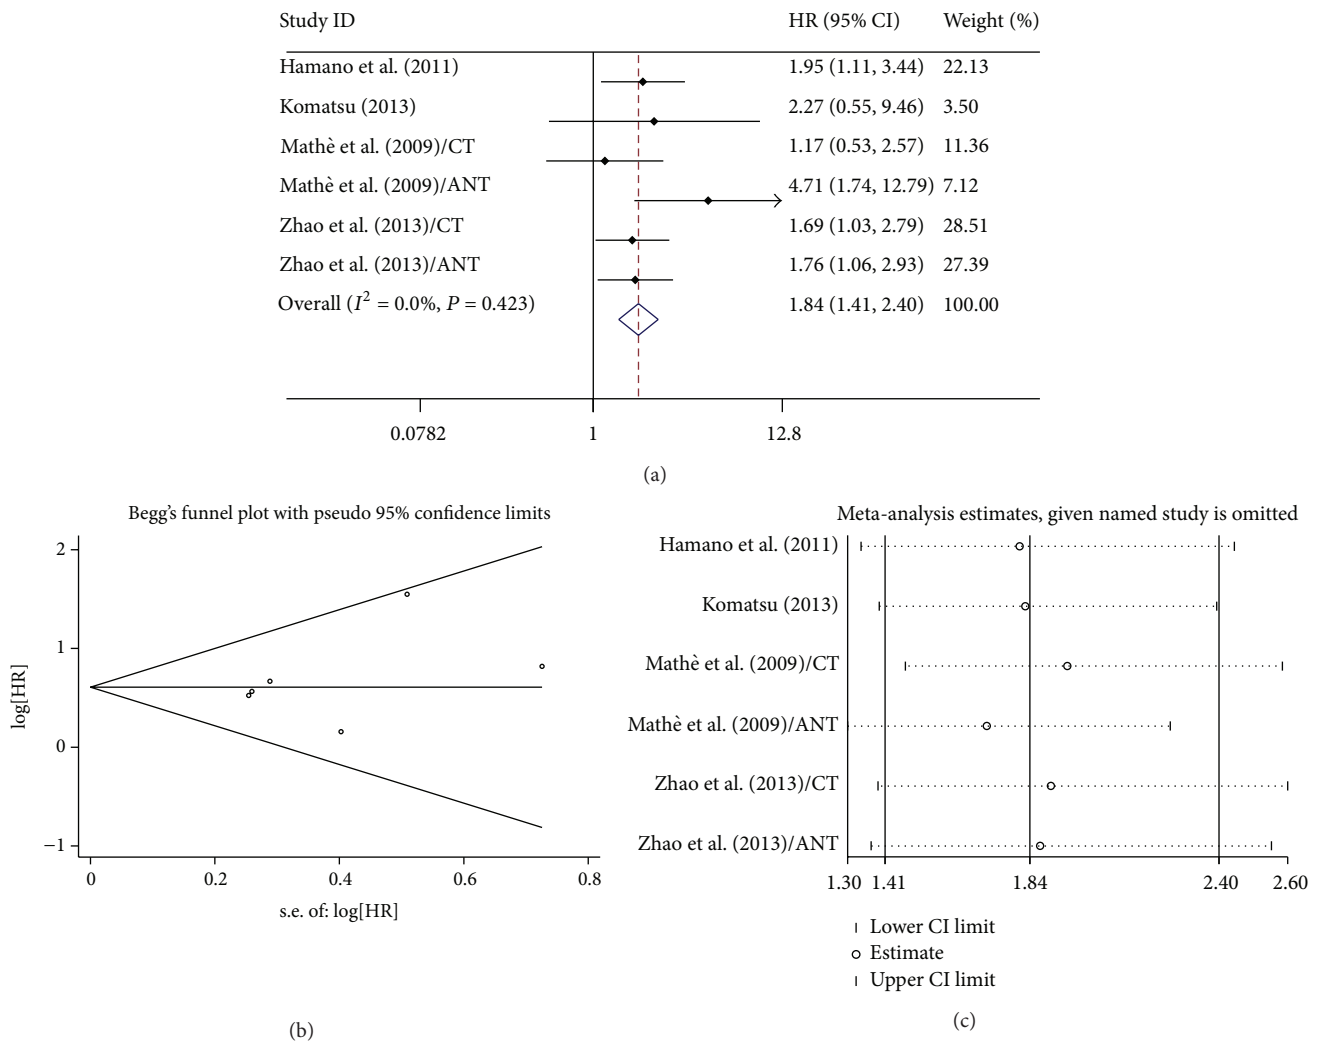 Study ID HR (95% CI) Weight (%)
Hamano et al. (2011) 1.95 (1.11, 3.44) 22.13
Komatsu (2013) 2.27 (0.55, 9.46) 3.50
Mathè et al. (2009)/CT 1.17 (0.53, 2.57) 11.36
Mathè et al. (2009)/ANT 4.71 (1.74, 12.79) 7.12
Zhao et al. (2013)/CT 1.69 (1.03, 2.79) 28.51
Zhao et al. (2013)/ANT 1.76 (1.06, 2.93) 27.39
Overall (I² = 0.0%, P = 0.423) 1.84 (1.41, 2.40) 100.00
0.0782 1 12.8
(a)
Begg's funnel plot with pseudo 95% confidence limits
2
1
0
−1
log[HR]
0 0.2 0.4 0.6 0.8
s.e. of: log[HR]
(b)
Meta-analysis estimates, given named study is omitted
Hamano et al. (2011)
Komatsu (2013)
Mathè et al. (2009)/CT
Mathè et al. (2009)/ANT
Zhao et al. (2013)/CT
Zhao et al. (2013)/ANT
1.30 1.41 1.84 2.40 2.60
Lower CI limit
Estimate
Upper CI limit
(c)